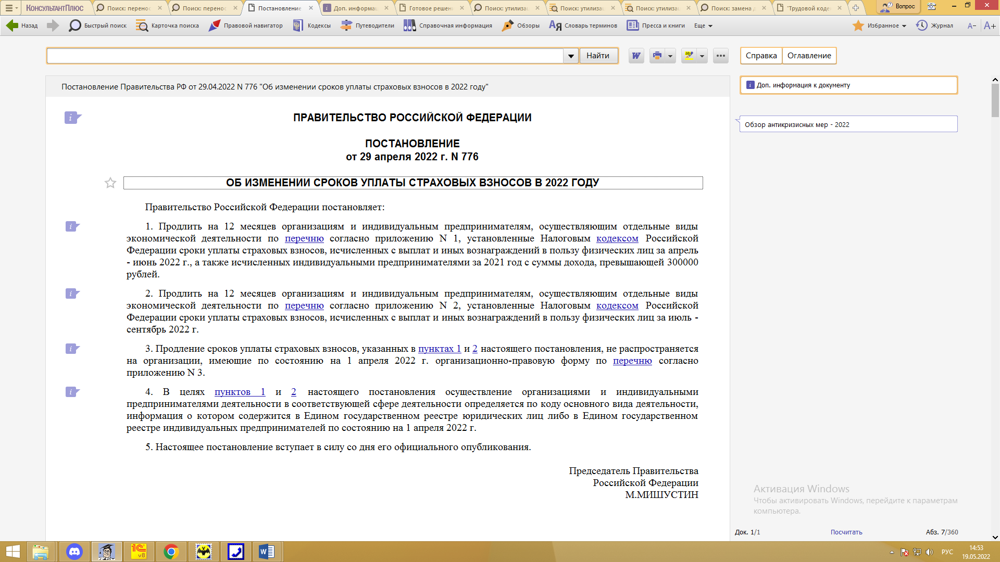 КонсультантПлюс
Поиск: перенос
Поиск: перенос
Постановление
Доп. информац
Готовое решен
Поиск: утилиза
Поиск: утилиза
Поиск: утилиза
Поиск: замена д
"Трудовой коде
Вопрос
Назад
Быстрый поиск
Карточка поиска
Правовой навигатор
Кодексы
Путеводители
Справочная информация
Обзоры
Словарь терминов
Пресса и книги
Еще
Избранное
Журнал
А−
А+
Найти
Справка
Оглавление
Постановление Правительства РФ от 29.04.2022 N 776 "Об изменении сроков уплаты страховых взносов в 2022 году"
Доп. информация к документу
Обзор антикризисных мер - 2022
ПРАВИТЕЛЬСТВО РОССИЙСКОЙ ФЕДЕРАЦИИ
ПОСТАНОВЛЕНИЕ
от 29 апреля 2022 г. N 776
ОБ ИЗМЕНЕНИИ СРОКОВ УПЛАТЫ СТРАХОВЫХ ВЗНОСОВ В 2022 ГОДУ
Правительство Российской Федерации постановляет:
1. Продлить на 12 месяцев организациям и индивидуальным предпринимателям, осуществляющим отдельные виды
экономической деятельности по перечню согласно приложению N 1, установленные Налоговым кодексом Российской
Федерации сроки уплаты страховых взносов, исчисленных с выплат и иных вознаграждений в пользу физических лиц за апрель
- июнь 2022 г., а также исчисленных индивидуальными предпринимателями за 2021 год с суммы дохода, превышающей 300000
рублей.
2. Продлить на 12 месяцев организациям и индивидуальным предпринимателям, осуществляющим отдельные виды
экономической деятельности по перечню согласно приложению N 2, установленные Налоговым кодексом Российской
Федерации сроки уплаты страховых взносов, исчисленных с выплат и иных вознаграждений в пользу физических лиц за июль -
сентябрь 2022 г.
3. Продление сроков уплаты страховых взносов, указанных в пунктах 1 и 2 настоящего постановления, не распространяется
на организации, имеющие по состоянию на 1 апреля 2022 г. организационно-правовую форму по перечню согласно
приложению N 3.
4. В целях пунктов 1 и 2 настоящего постановления осуществление организациями и индивидуальными
предпринимателями деятельности в соответствующей сфере деятельности определяется по коду основного вида деятельности,
информация о котором содержится в Едином государственном реестре юридических лиц либо в Едином государственном
реестре индивидуальных предпринимателей по состоянию на 1 апреля 2022 г.
5. Настоящее постановление вступает в силу со дня его официального опубликования.
Председатель Правительства
Российской Федерации
М.МИШУСТИН
Активация Windows
Чтобы активировать Windows, перейдите к параметрам
компьютера.
Док. 1/1
Посчитать
Абз. 7/360
РУС
14:53
19.05.2022